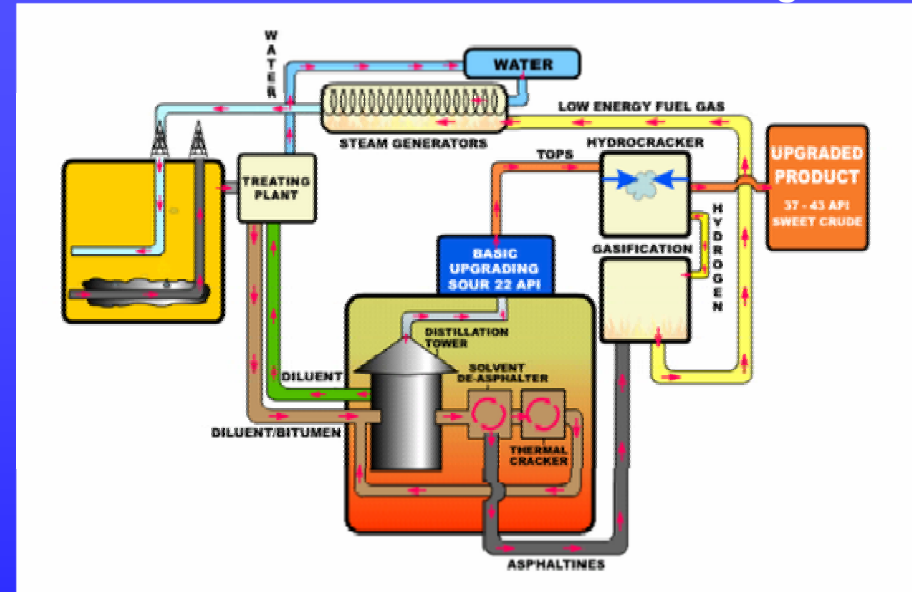 WATER
WATER
LOW ENERGY FUEL GAS
STEAM GENERATORS
HYDROCRACKER
TOPS
UPGRADED
PRODUCT
37 - 43 API
SWEET CRUDE
TREATING
PLANT
HYDROGEN
GASIFICATION
BASIC
UPGRADING
SOUR 22 API
DISTILLATION
TOWER
SOLVENT
DE-ASPHALTER
DILUENT
DILUENT/BITUMEN
THERMAL
CRACKER
ASPHALTINES